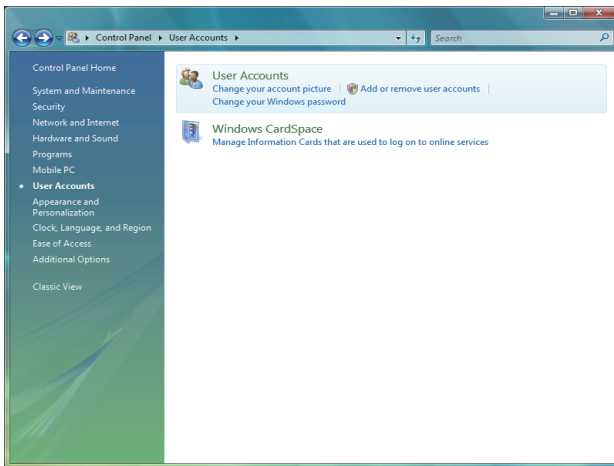 Control Panel ▸ User Accounts ▸
Search
Control Panel Home
System and Maintenance
Security
Network and Internet
Hardware and Sound
Programs
Mobile PC
• User Accounts
Appearance and
Personalization
Clock, Language, and Region
Ease of Access
Additional Options
Classic View
User Accounts
Change your account picture Add or remove user accounts
Change your Windows password
Windows CardSpace
Manage Information Cards that are used to log on to online services